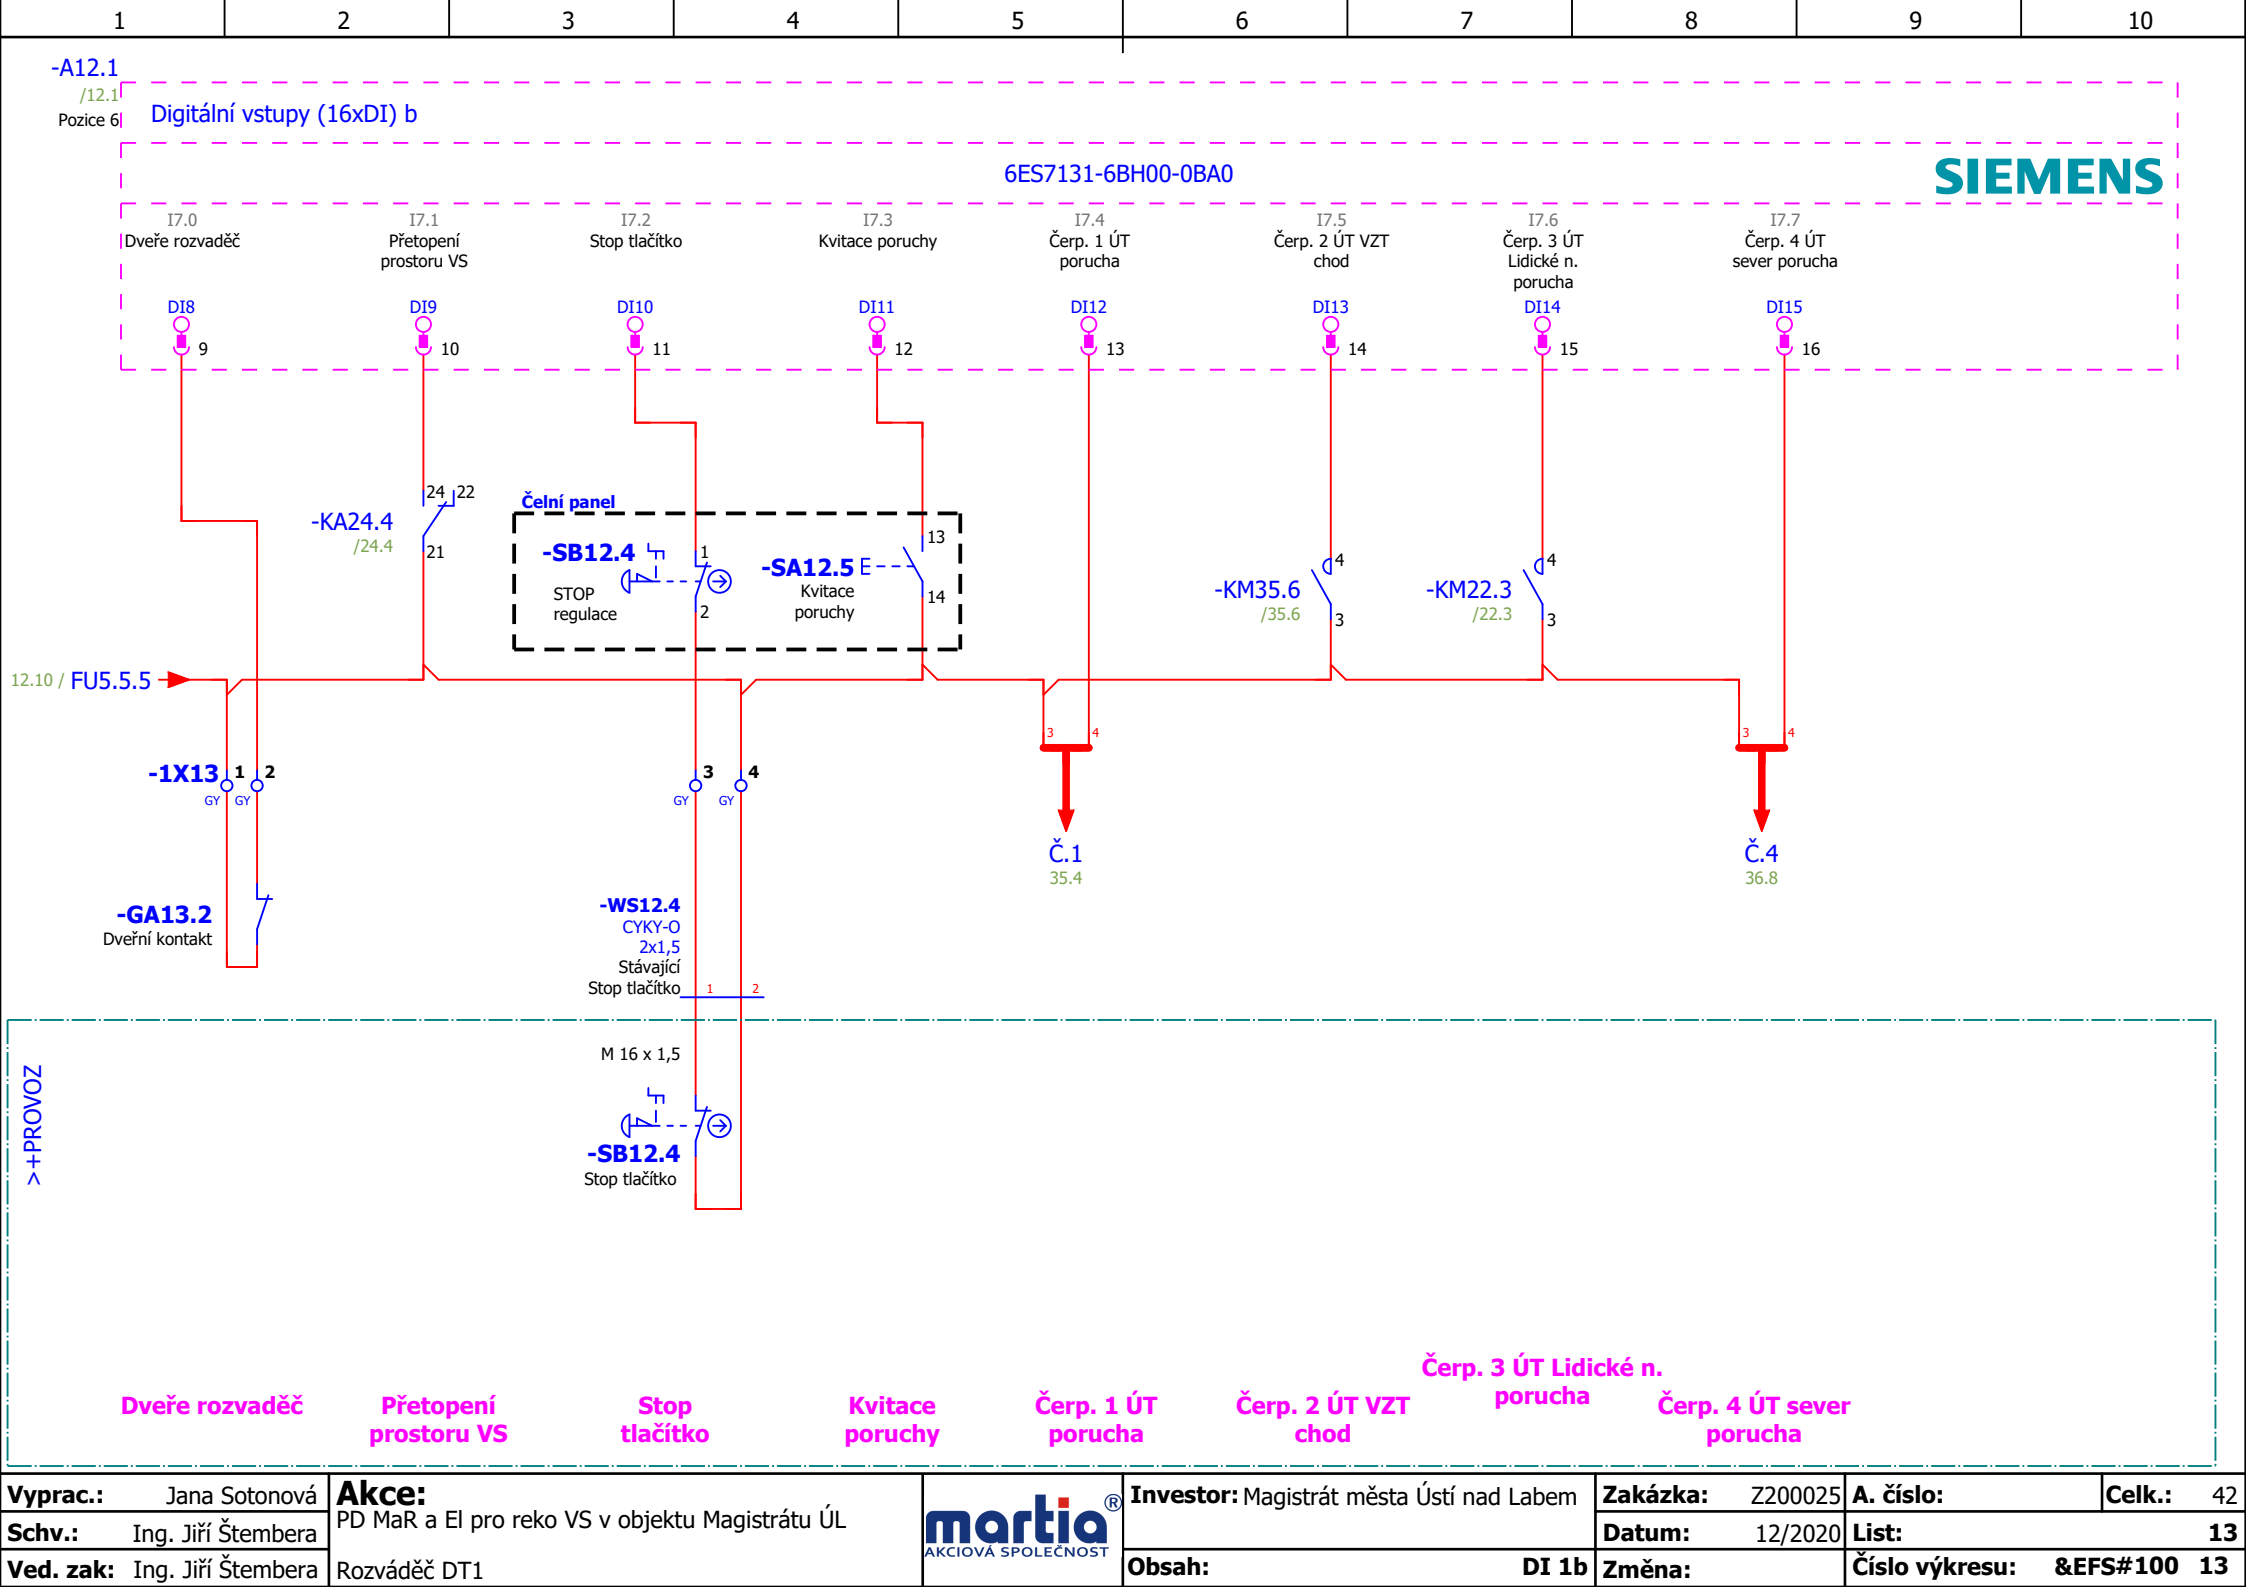 1 2 3 4 5 6 7 8 9 10
-A12.1
/12.1
Pozice 6
Digitální vstupy (16xDI) b
6ES7131-6BH00-0BA0
SIEMENS
I7.0
Dveře rozvaděč
DI8
9
I7.1
Přetopení
prostoru VS
DI9
10
I7.2
Stop tlačítko
DI10
11
I7.3
Kvitace poruchy
DI11
12
I7.4
Čerp. 1 ÚT
porucha
DI12
13
I7.5
Čerp. 2 ÚT VZT
chod
DI13
14
I7.6
Čerp. 3 ÚT
Lidické n.
porucha
DI14
15
I7.7
Čerp. 4 ÚT
sever porucha
DI15
16
24 22
-KA24.4
/24.4
21
Čelní panel
-SB12.4
STOP
regulace
1
2
-SA12.5
Kvitace
poruchy
13
14
-KM35.6
/35.6
4
3
-KM22.3
/22.3
4
3
12.10 / FU5.5.5
3 4
3 4
-1X13 1 2
GY GY
3 4
GY GY
Č.1
35.4
Č.4
36.8
-GA13.2
Dveřní kontakt
-WS12.4
CYKY-O
2x1,5
Stávající
Stop tlačítko
1 2
>+PROVOZ
M 16 x 1,5
-SB12.4
Stop tlačítko
Dveře rozvaděč
Přetopení
prostoru VS
Stop
tlačítko
Kvitace
poruchy
Čerp. 1 ÚT
porucha
Čerp. 2 ÚT VZT
chod
Čerp. 3 ÚT Lidické n.
porucha
Čerp. 4 ÚT sever
porucha
Vyprac.: Jana Sotonová
Schv.: Ing. Jiří Štembera
Ved. zak: Ing. Jiří Štembera
Akce:
PD MaR a El pro reko VS v objektu Magistrátu ÚL
Rozváděč DT1
martia®
AKCIOVÁ SPOLEČNOST
Investor: Magistrát města Ústí nad Labem
Obsah: DI 1b
Zakázka: Z200025
Datum: 12/2020
Změna:
A. číslo:
Celk.: 42
List: 13
Číslo výkresu: &EFS#100 13